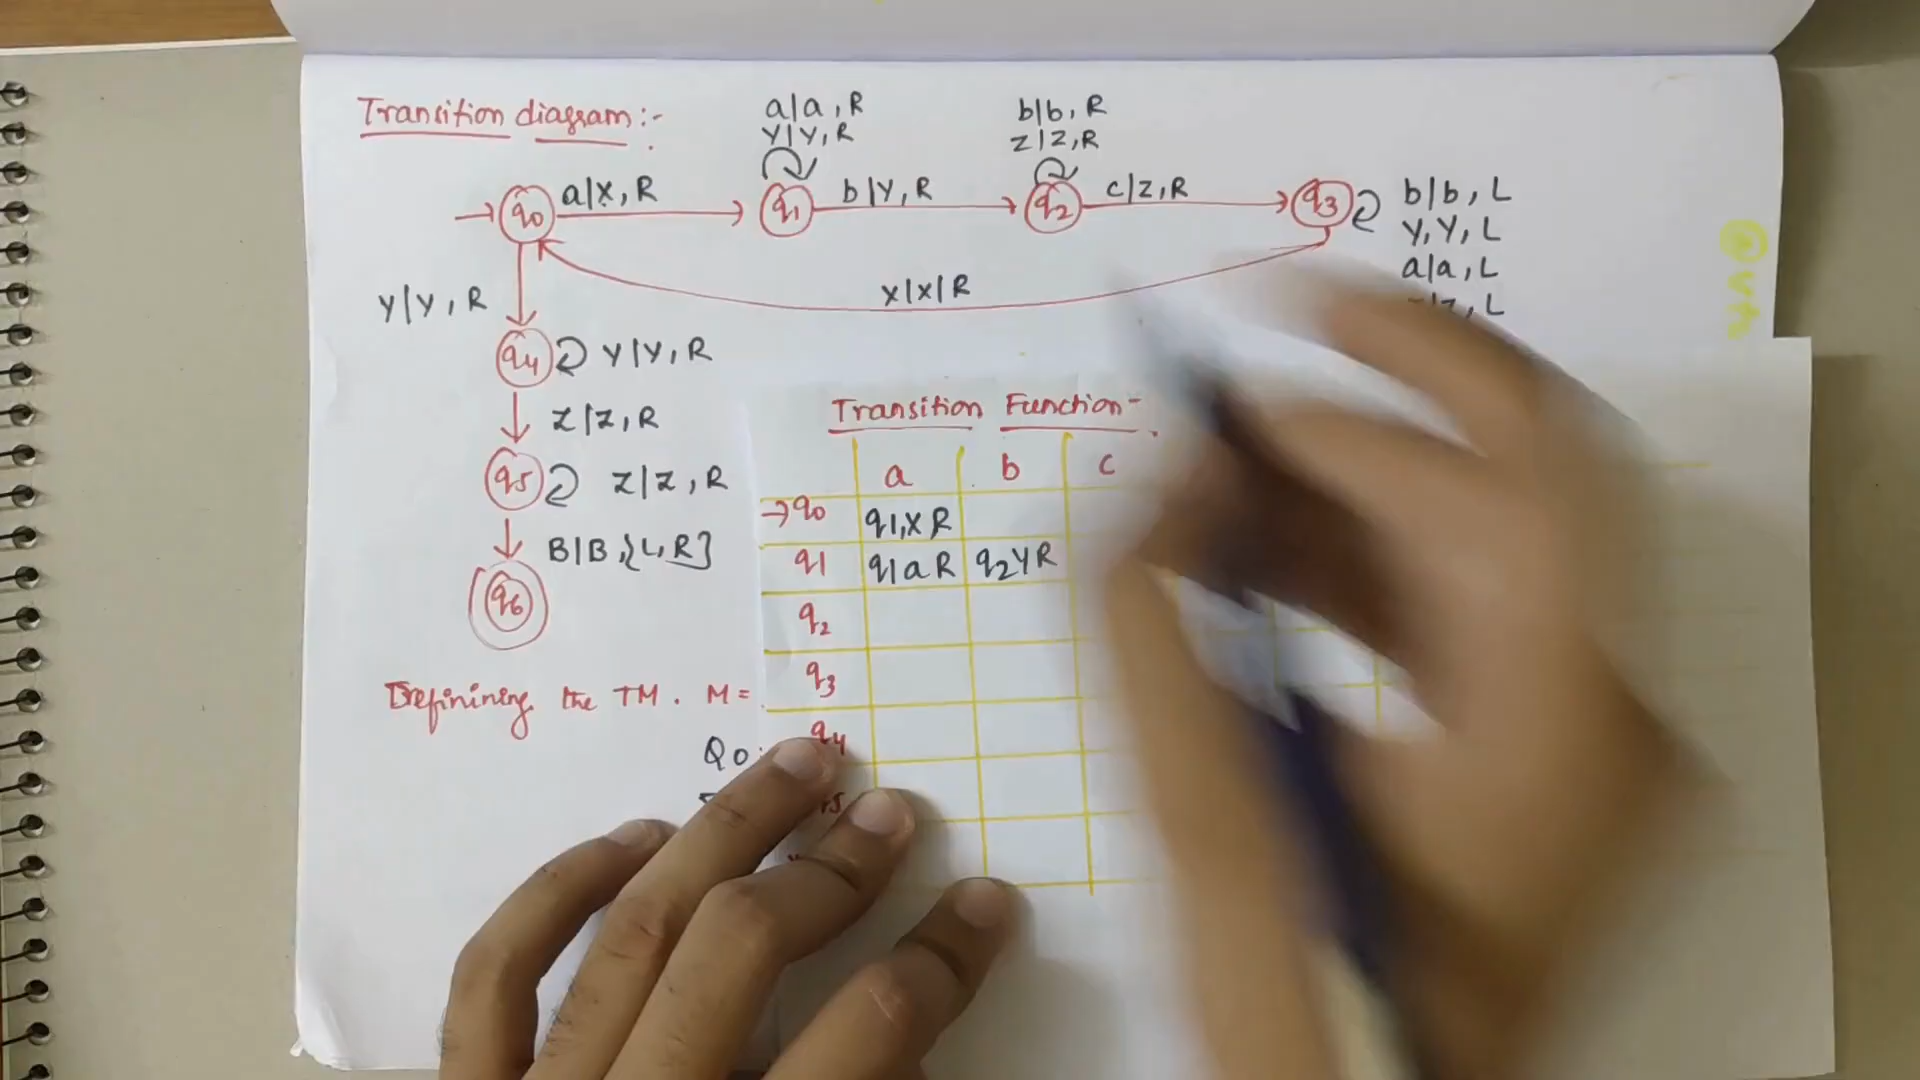 Transition diagram:-
a|a, R
Y|Y, R
b|b, R
z|Z, R
q0
a|X, R
q1
b|Y, R
q2
c|z, R
q3
b|b, L
Y, Y, L
a|a, L
z, L
x|x|R
Y|Y, R
q4
Y|Y, R
Z|Z, R
q5
Z|Z, R
B|B,{L,R}
q6
Transition Function-
a b c
→q0 q1,X R
q1 q1 a R q2 Y R
q2
q3
q4
Defining the TM. M=
Q0: